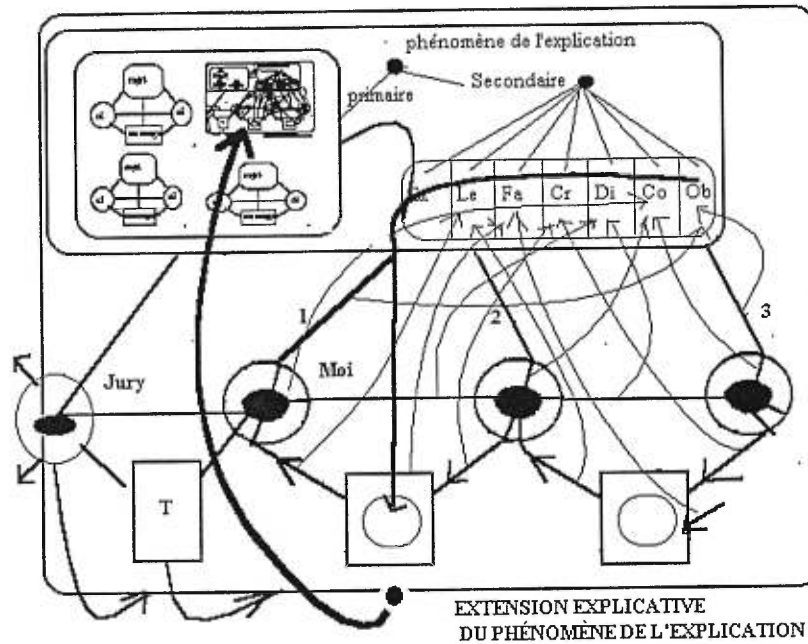 phénomène de l'explication
primaire
Secondaire
Le Fa Cr Di Co Ob
1
2
3
Jury
Moi
T
EXTENSION EXPLICATIVE
DU PHÉNOMÈNE DE L'EXPLICATION